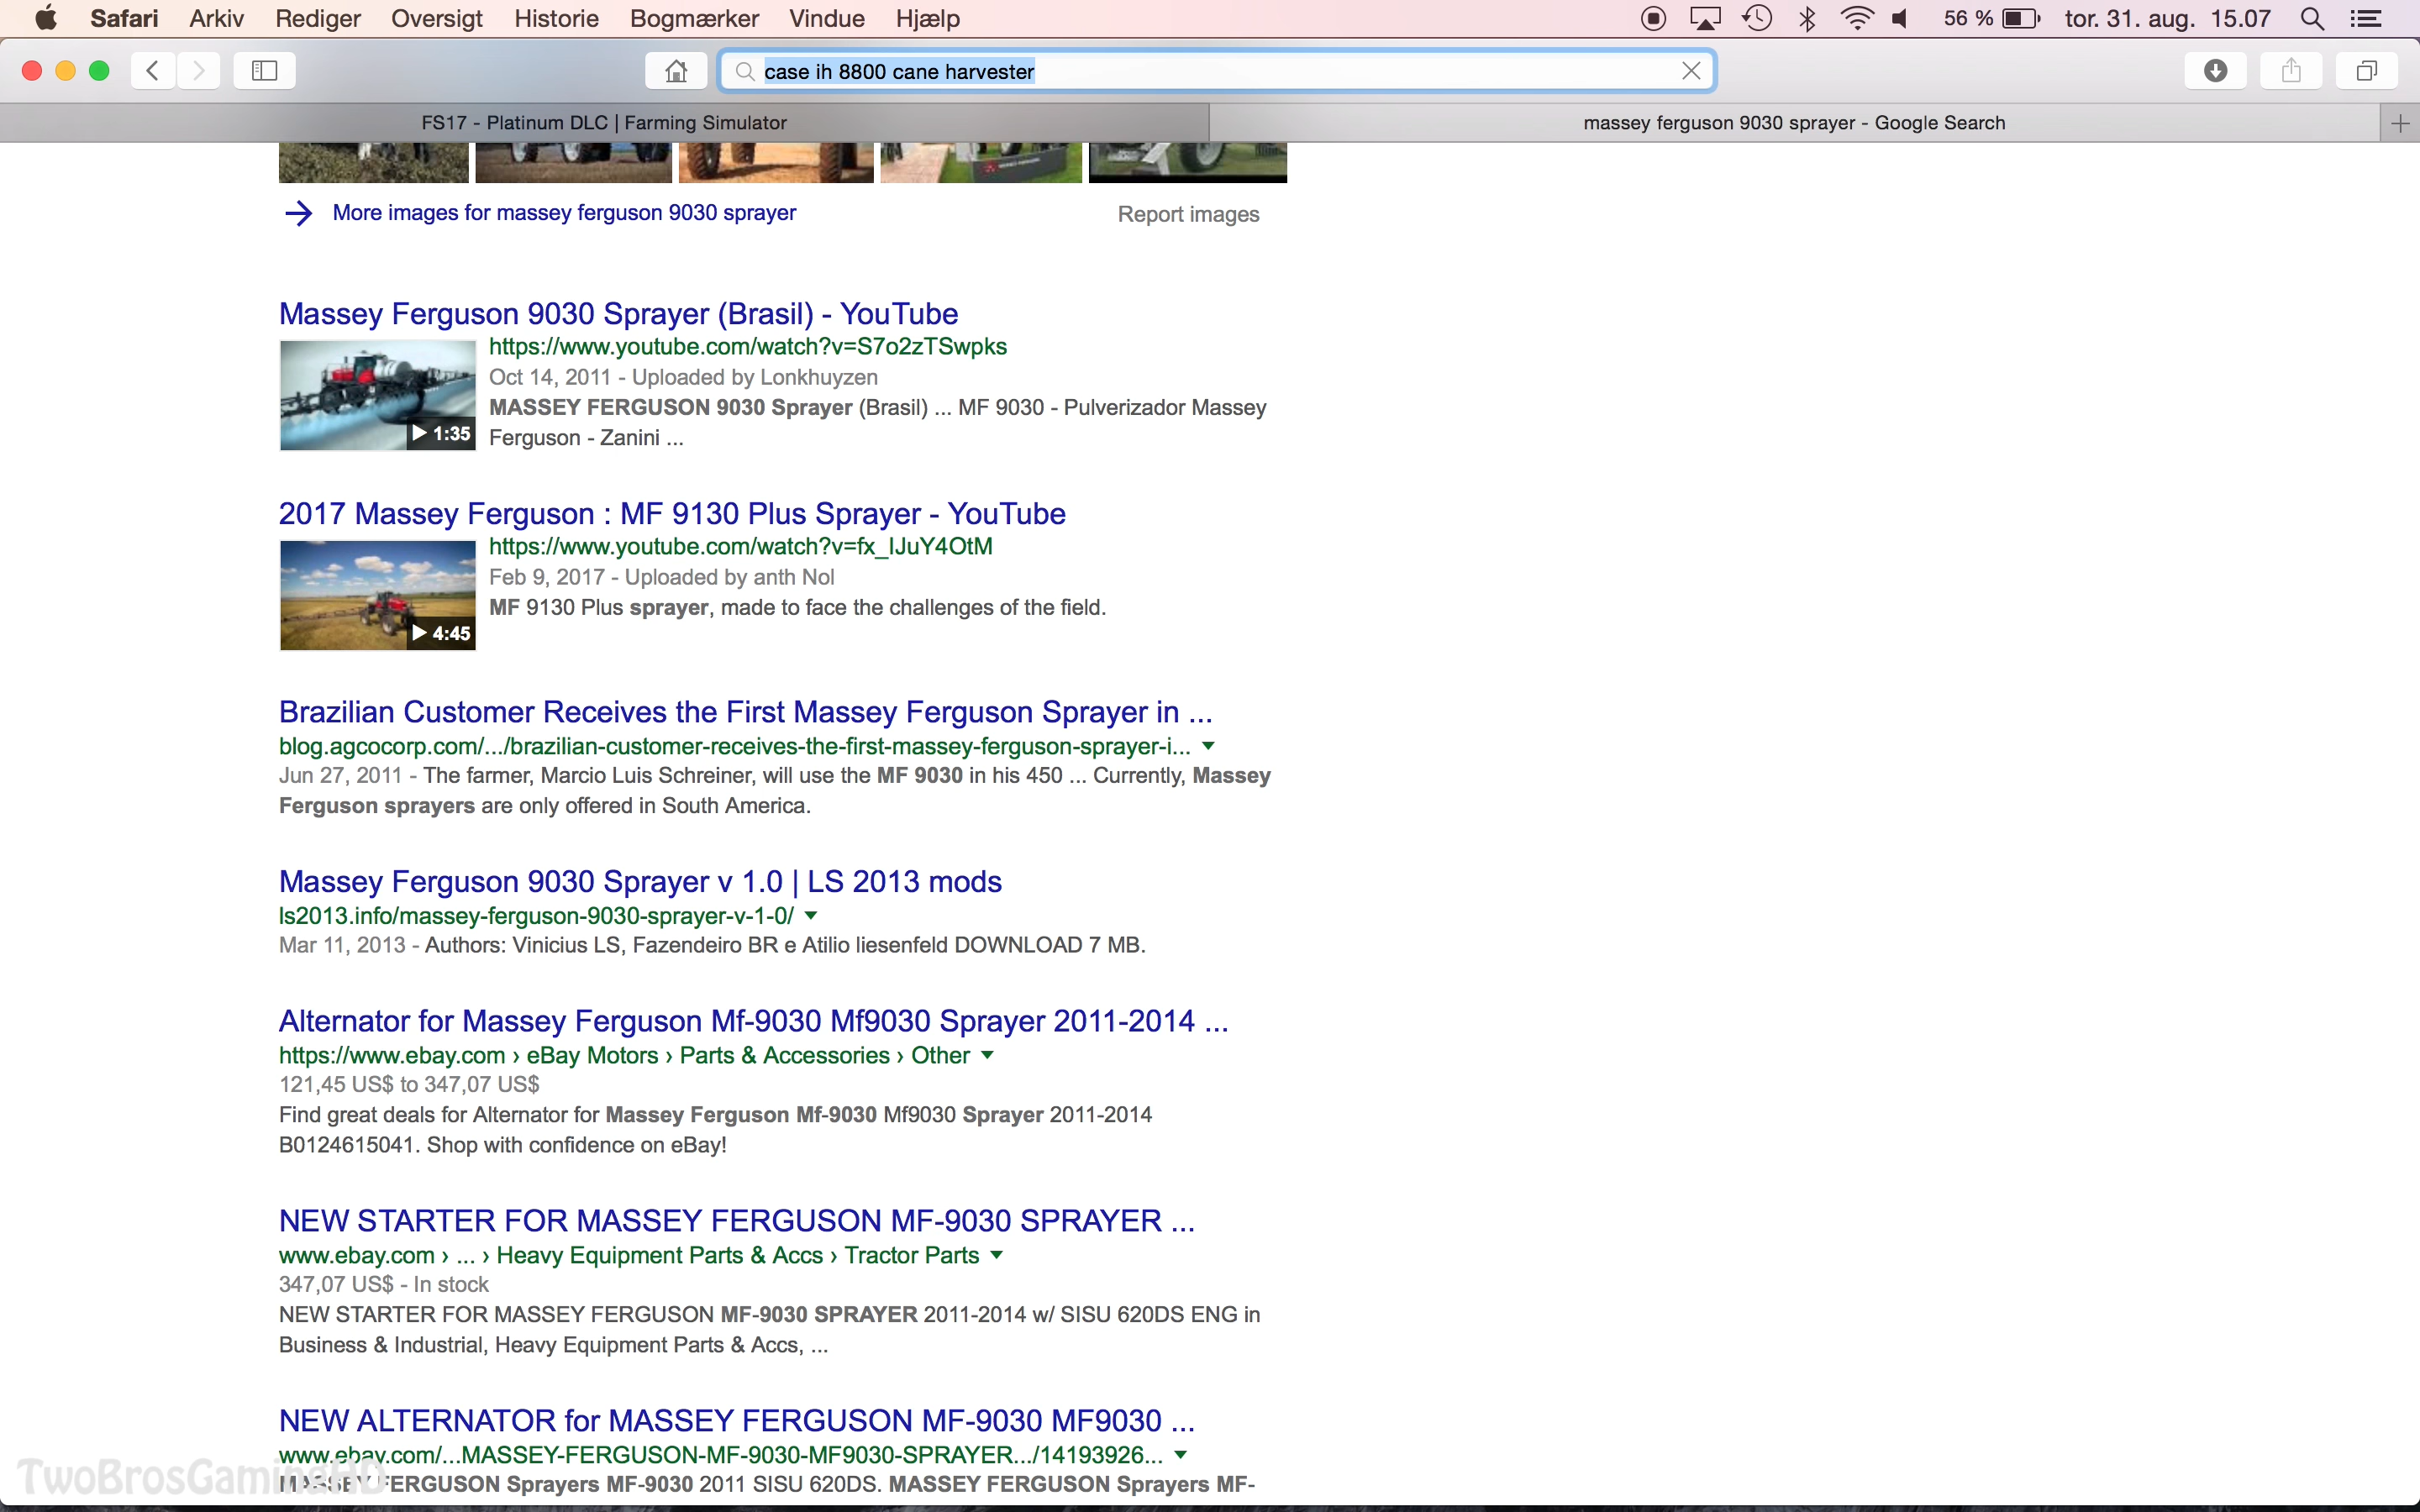 Safari Arkiv Rediger Oversigt Historie Bogmærker Vindue Hjælp 56 % tor. 31. aug. 15.07
case ih 8800 cane harvester
FS17 - Platinum DLC | Farming Simulator
massey ferguson 9030 sprayer - Google Search
More images for massey ferguson 9030 sprayer
Report images
Massey Ferguson 9030 Sprayer (Brasil) - YouTube
https://www.youtube.com/watch?v=S7o2zTSwpks
Oct 14, 2011 - Uploaded by Lonkhuyzen
MASSEY FERGUSON 9030 Sprayer (Brasil) ... MF 9030 - Pulverizador Massey
Ferguson - Zanini ...
1:35
2017 Massey Ferguson : MF 9130 Plus Sprayer - YouTube
https://www.youtube.com/watch?v=fx_IJuY4OtM
Feb 9, 2017 - Uploaded by anth Nol
MF 9130 Plus sprayer, made to face the challenges of the field.
4:45
Brazilian Customer Receives the First Massey Ferguson Sprayer in ...
blog.agcocorp.com/.../brazilian-customer-receives-the-first-massey-ferguson-sprayer-i...
Jun 27, 2011 - The farmer, Marcio Luis Schreiner, will use the MF 9030 in his 450 ... Currently, Massey
Ferguson sprayers are only offered in South America.
Massey Ferguson 9030 Sprayer v 1.0 | LS 2013 mods
ls2013.info/massey-ferguson-9030-sprayer-v-1-0/
Mar 11, 2013 - Authors: Vinicius LS, Fazendeiro BR e Atilio liesenfeld DOWNLOAD 7 MB.
Alternator for Massey Ferguson Mf-9030 Mf9030 Sprayer 2011-2014 ...
https://www.ebay.com › eBay Motors › Parts & Accessories › Other
121,45 US$ to 347,07 US$
Find great deals for Alternator for Massey Ferguson Mf-9030 Mf9030 Sprayer 2011-2014
B0124615041. Shop with confidence on eBay!
NEW STARTER FOR MASSEY FERGUSON MF-9030 SPRAYER ...
www.ebay.com › ... › Heavy Equipment Parts & Accs › Tractor Parts
347,07 US$ - In stock
NEW STARTER FOR MASSEY FERGUSON MF-9030 SPRAYER 2011-2014 w/ SISU 620DS ENG in
Business & Industrial, Heavy Equipment Parts & Accs, ...
NEW ALTERNATOR for MASSEY FERGUSON MF-9030 MF9030 ...
www.ebay.com/...MASSEY-FERGUSON-MF-9030-MF9030-SPRAYER.../14193926...
MASSEY FERGUSON Sprayers MF-9030 2011 SISU 620DS. MASSEY FERGUSON Sprayers MF-
TwoBrosGamingHD